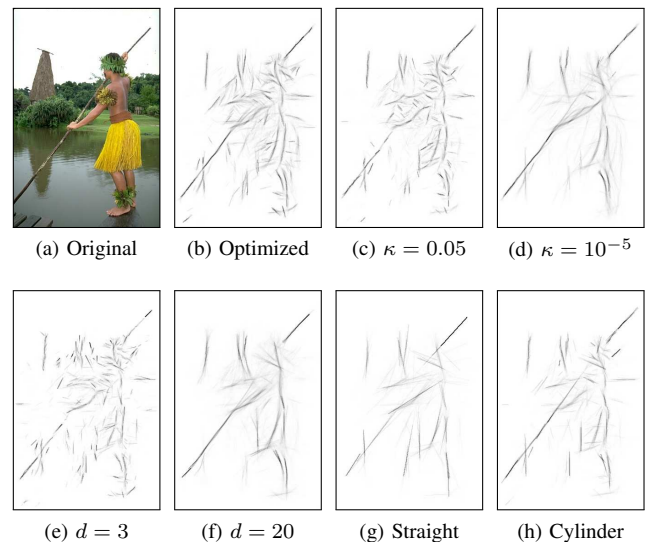 (a) Original (b) Optimized (c) κ = 0.05 (d) κ = 10⁻⁵
(e) d = 3 (f) d = 20 (g) Straight (h) Cylinder